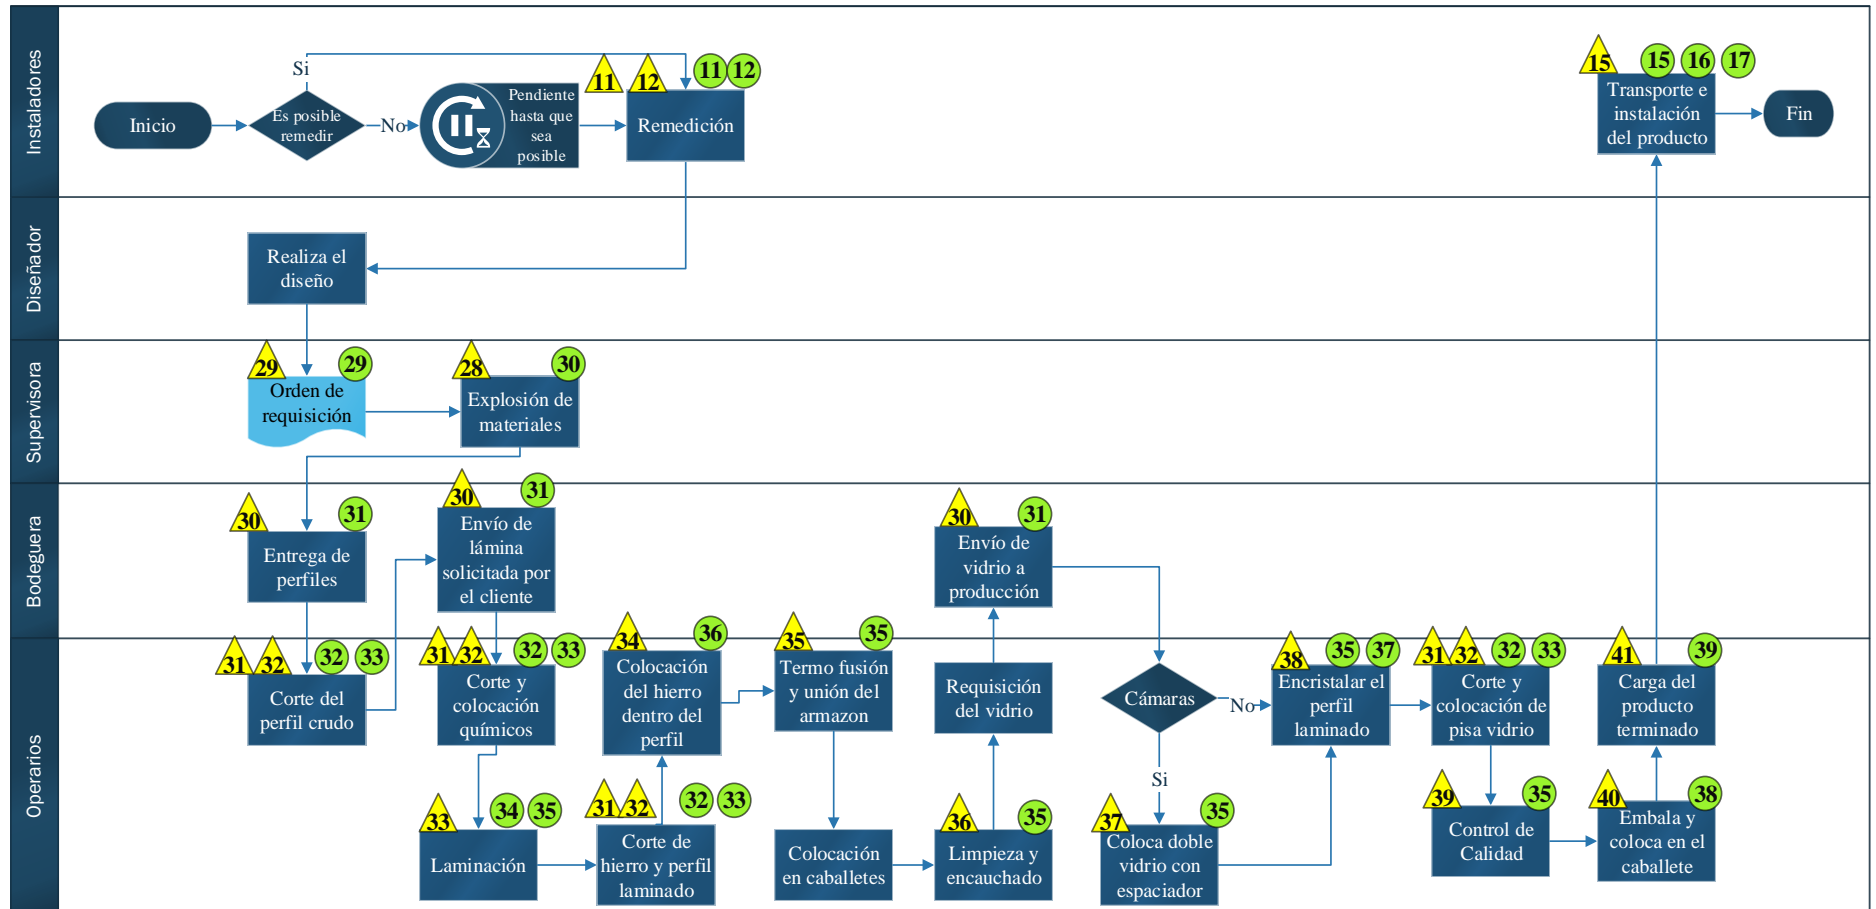 Instaladores
Inicio
Es posible
remedir
Si
No
Pendiente
hasta que
sea
posible
11
12
11
12
Remedición
15
15
16
17
Transporte e
instalación
del producto
Fin
Diseñador
Realiza el
diseño
Supervisora
29
29
Orden de
requisición
28
30
Explosión de
materiales
Bodeguera
30
31
Entrega de
perfiles
30
31
Envío de
lámina
solicitada por
el cliente
30
31
Envío de
vidrio a
producción
Operarios
31
32
32
33
Corte del
perfil crudo
31
32
32
33
Corte y
colocación
químicos
33
34
35
Laminación
31
32
32
33
Corte de
hierro y perfil
laminado
34
36
Colocación
del hierro
dentro del
perfil
35
35
Termo fusión
y unión del
armazon
Colocación
en caballetes
36
35
Limpieza y
encauchado
Requisición
del vidrio
Cámaras
No
Si
37
35
Coloca doble
vidrio con
espaciador
38
35
37
Encristalar el
perfil
laminado
31
32
32
33
Corte y
colocación de
pisa vidrio
39
35
Control de
Calidad
40
38
Embala y
coloca en el
caballete
41
39
Carga del
producto
terminado